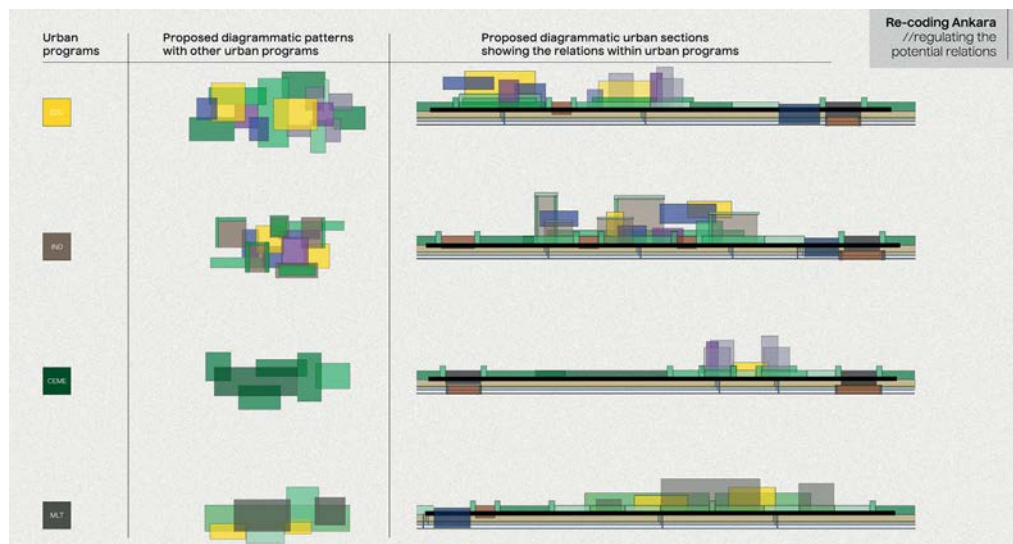 Urban
programs
Proposed diagrammatic patterns
with other urban programs
Proposed diagrammatic urban sections
showing the relations within urban programs
Re-coding Ankara
//regulating the
potential relations
IND
CEME
MLT